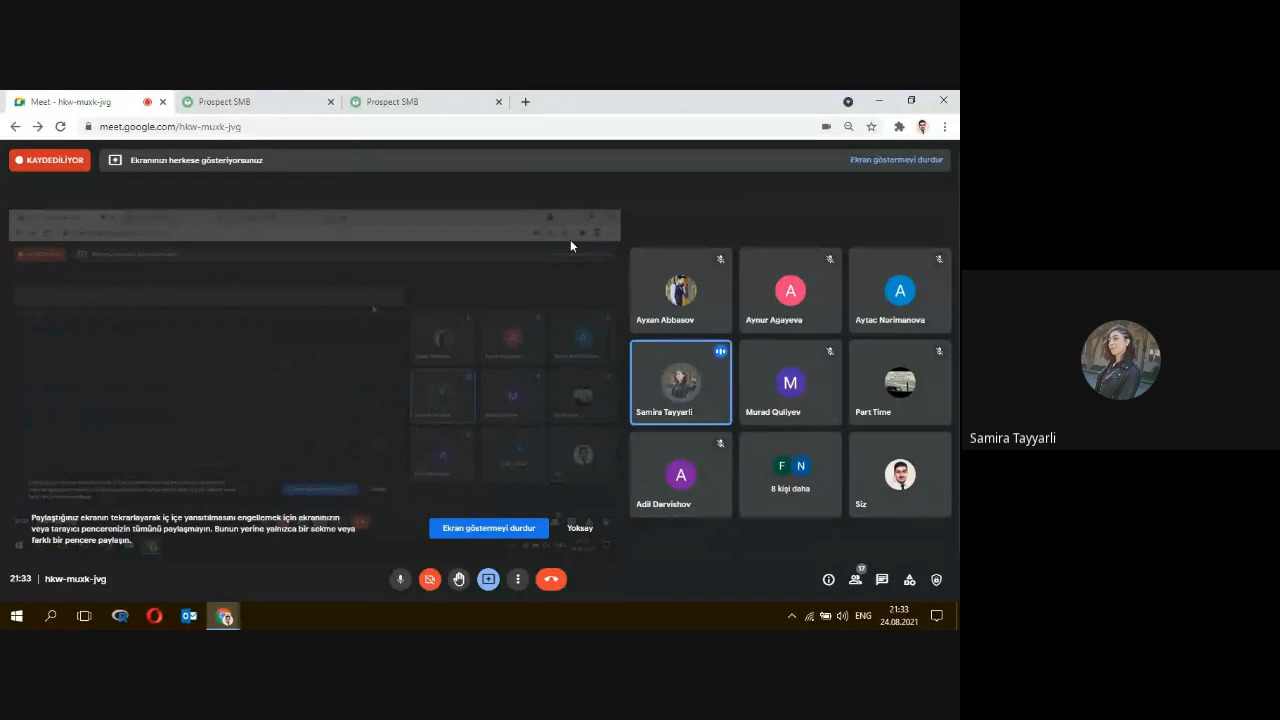 Meet - hkw-muxk-jvg
Prospect SMB
Prospect SMB
meet.google.com/hkw-muxk-jvg
KAYDEDİLİYOR
Ekranınızı herkese gösteriyorsunuz
Ekran göstermeyi durdur
Ayxan Abbasov
A
Aynur Agayeva
A
Aytac Nərimanova
Samira Tayyarli
M
Murad Quliyev
Part Time
A
Adil Darvishov
F N
8 kişi daha
Siz
Paylaştığınız ekranın tekrarlayarak iç içe yansıtılmasını engellemek için ekranınızın
veya tarayıcı pencerenizin tümünü paylaşmayın. Bunun yerine yalnızca bir sekme veya
farklı bir pencere paylaşın.
Ekran göstermeyi durdur
Yoksay
21:33 | hkw-muxk-jvg
17
ENG
21:33
24.08.2021
Samira Tayyarli